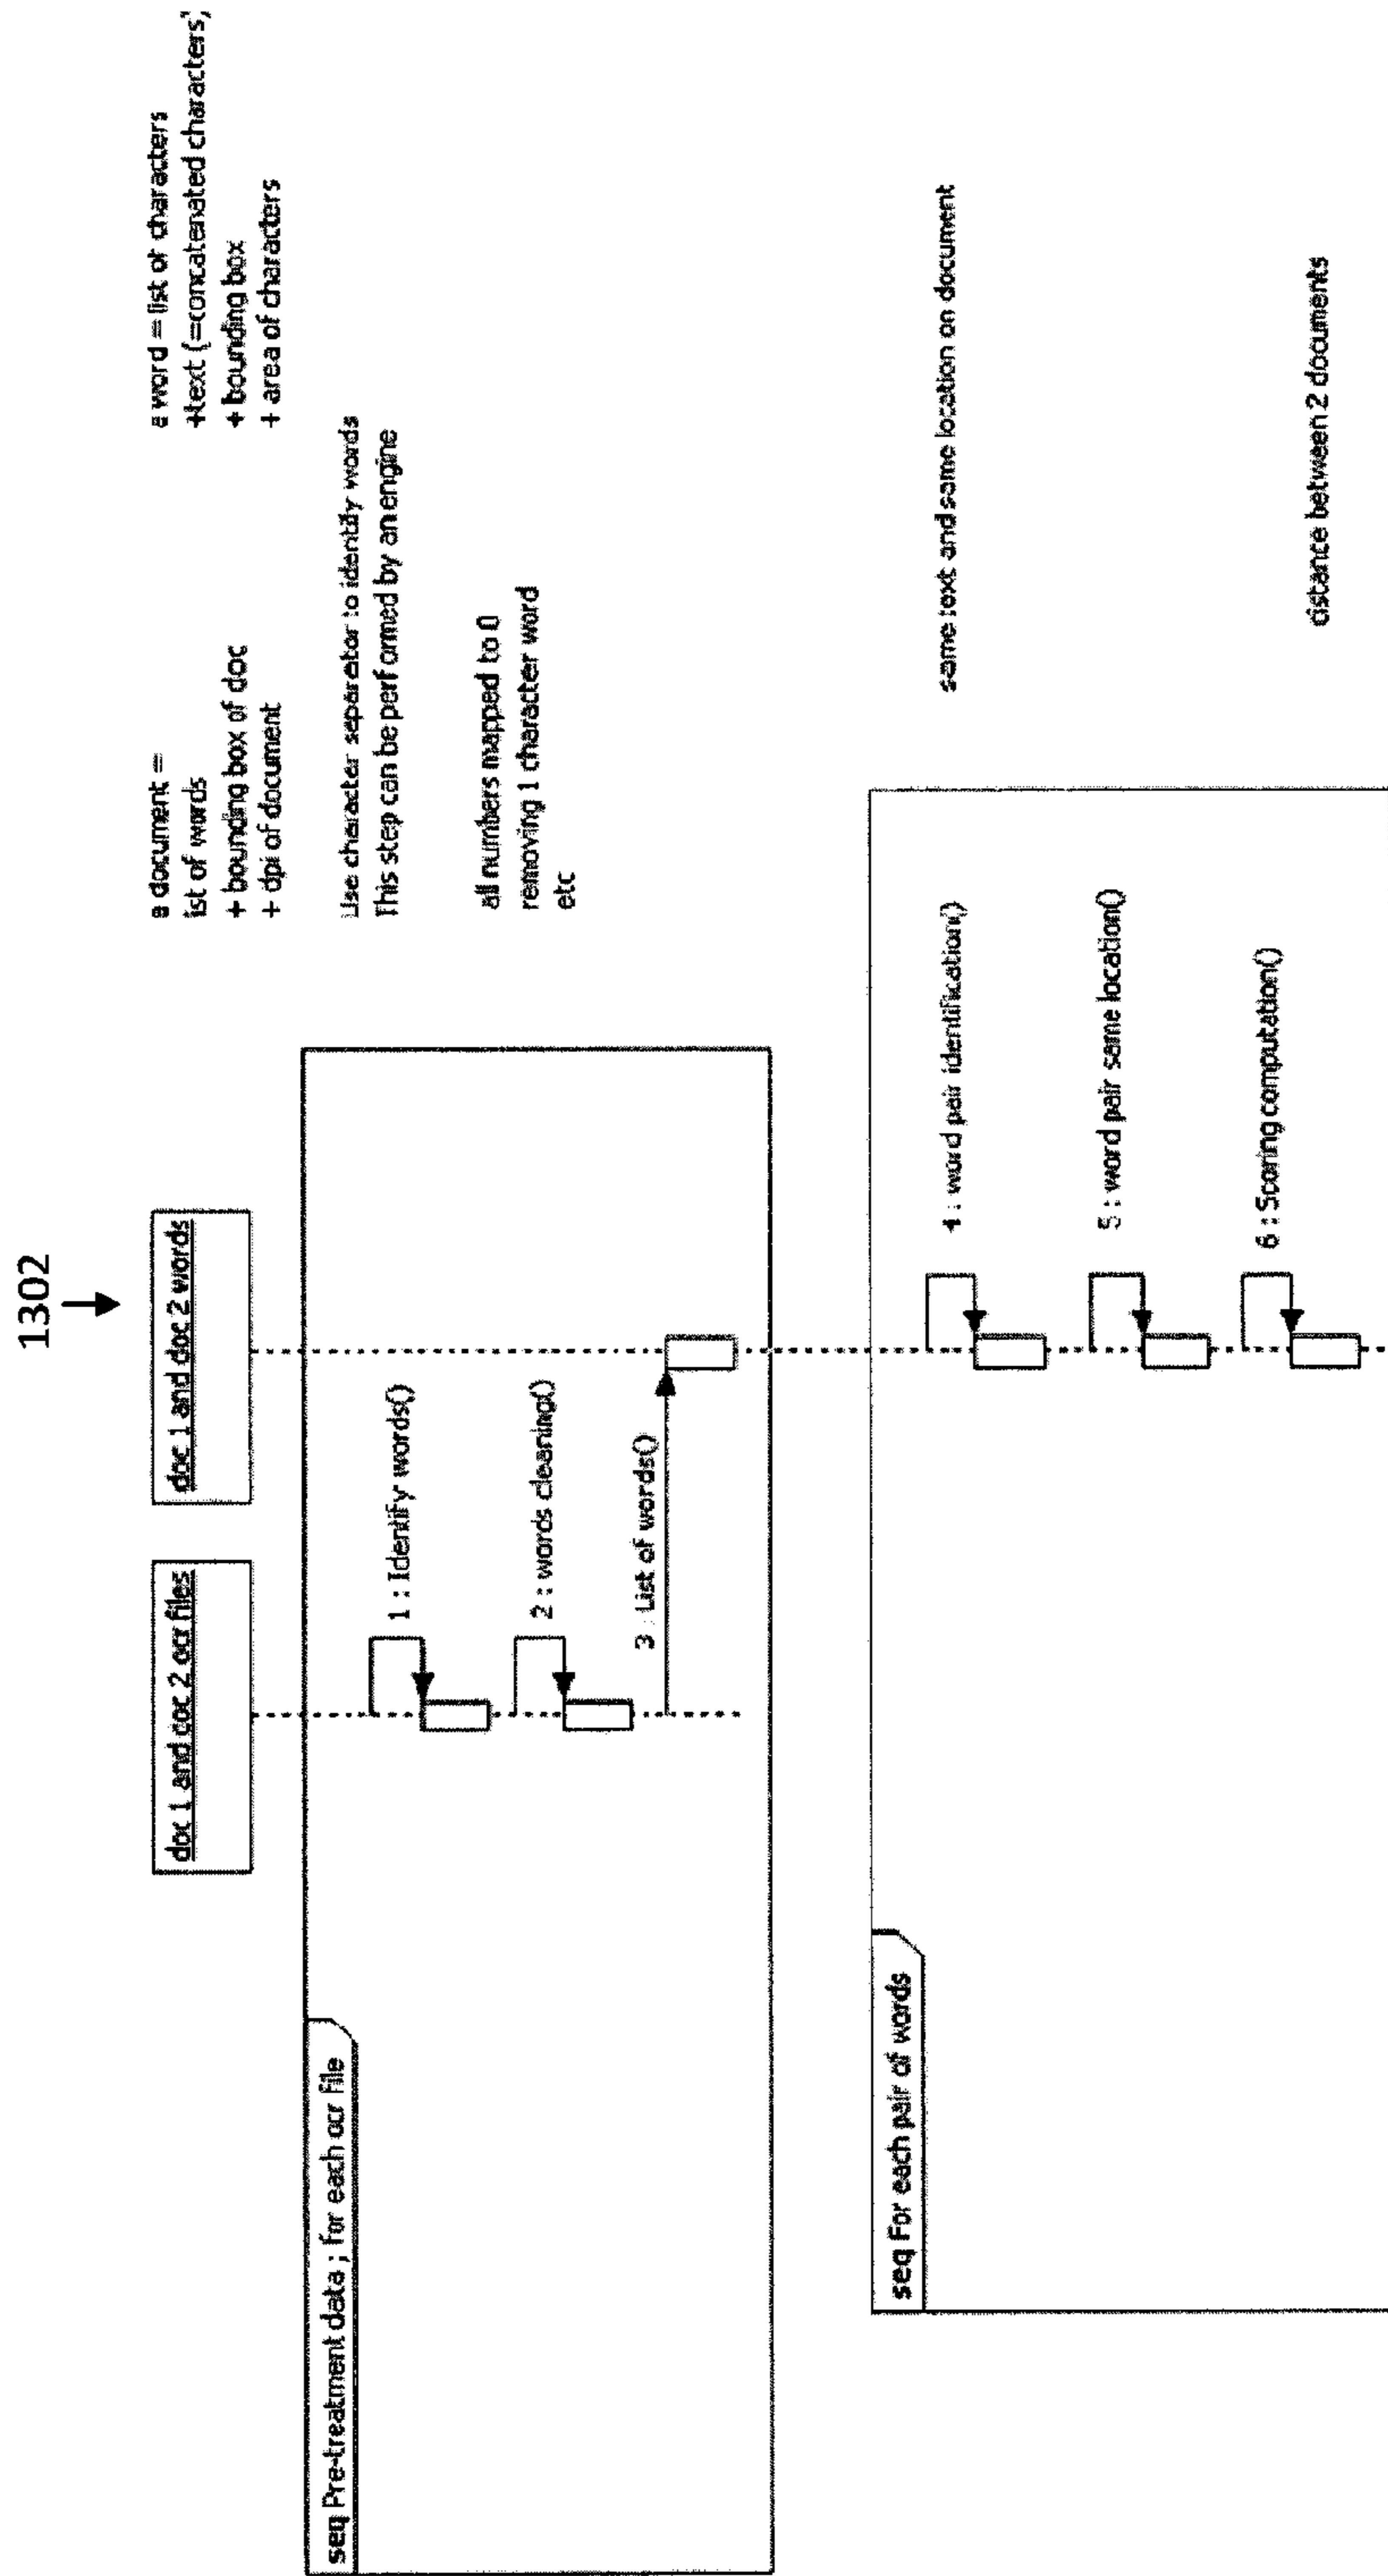 1302
doc 1 and coc 2 ocr files
doc 1 and doc 2 words
a document =
ist of words
+ bounding box of doc
+ dpi of document
a word = list of characters
+text (=concatenated characters)
+ bounding box
+ area of characters
seq Pre-treatment data ; for each ocr file
1 : Identify words()
Use character separator to identify words
This step can be performed by an engine
2 : words cleaning()
all numbers mapped to 0
removing 1 character word
etc
3 : List of words()
seq For each pair of words
4 : word pair identification()
same text and same location on document
5 : word pair same location()
6 : Scoring computation()
distance between 2 documents